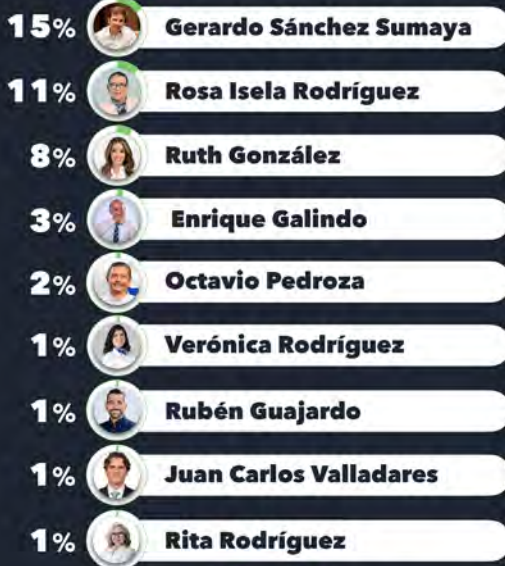 15% Gerardo Sánchez Sumaya
11% Rosa Isela Rodríguez
8% Ruth González
3% Enrique Galindo
2% Octavio Pedroza
1% Verónica Rodríguez
1% Rubén Guajardo
1% Juan Carlos Valladares
1% Rita Rodríguez